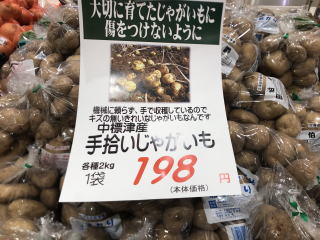 大切に育てたじゃがいもに
傷をつけないように
機械に頼らず、手で収穫しているので
キズの無いきれいなじゃがいもなんです
中標津産
手拾いじゃがいも
各種2kg
1袋
198円
(本体価格)